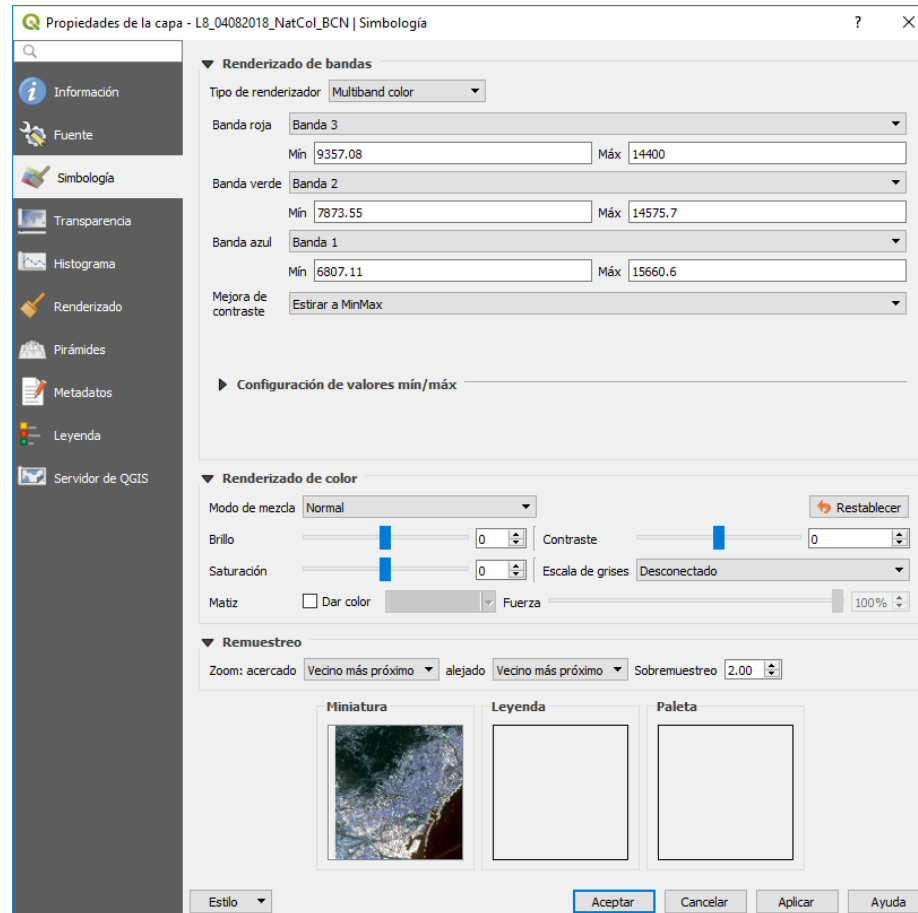 Propiedades de la capa - L8_04082018_NatCol_BCN | Simbología
?
Información
Fuente
Simbología
Transparencia
Histograma
Renderizado
Pirámides
Metadatos
Leyenda
Servidor de QGIS
Renderizado de bandas
Tipo de renderizador Multiband color
Banda roja Banda 3
Mín 9357.08 Máx 14400
Banda verde Banda 2
Mín 7873.55 Máx 14575.7
Banda azul Banda 1
Mín 6807.11 Máx 15660.6
Mejora de
contraste Estirar a MinMax
Configuración de valores mín/máx
Renderizado de color
Modo de mezcla Normal Restablecer
Brillo 0 Contraste 0
Saturación 0 Escala de grises Desconectado
Matiz Dar color Fuerza 100%
Remuestreo
Zoom: acercado Vecino más próximo alejado Vecino más próximo Sobremuestreo 2.00
Miniatura Leyenda Paleta
Estilo Aceptar Cancelar Aplicar Ayuda